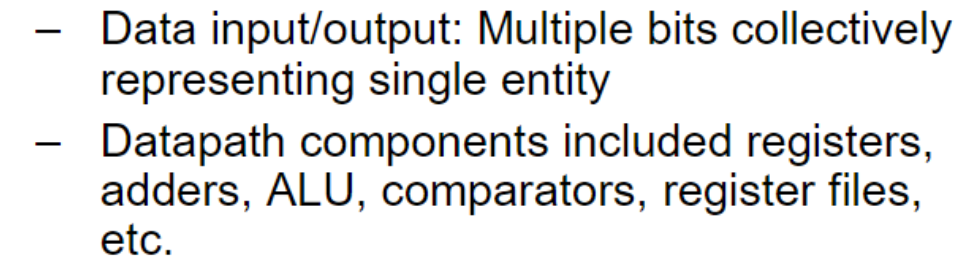 – Data input/output: Multiple bits collectively
representing single entity
– Datapath components included registers,
adders, ALU, comparators, register files,
etc.